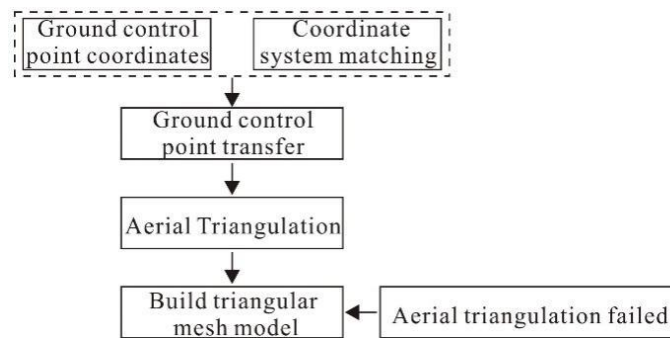 Ground control
point coordinates
Coordinate
system matching
Ground control
point transfer
Aerial Triangulation
Build triangular
mesh model
Aerial triangulation failed